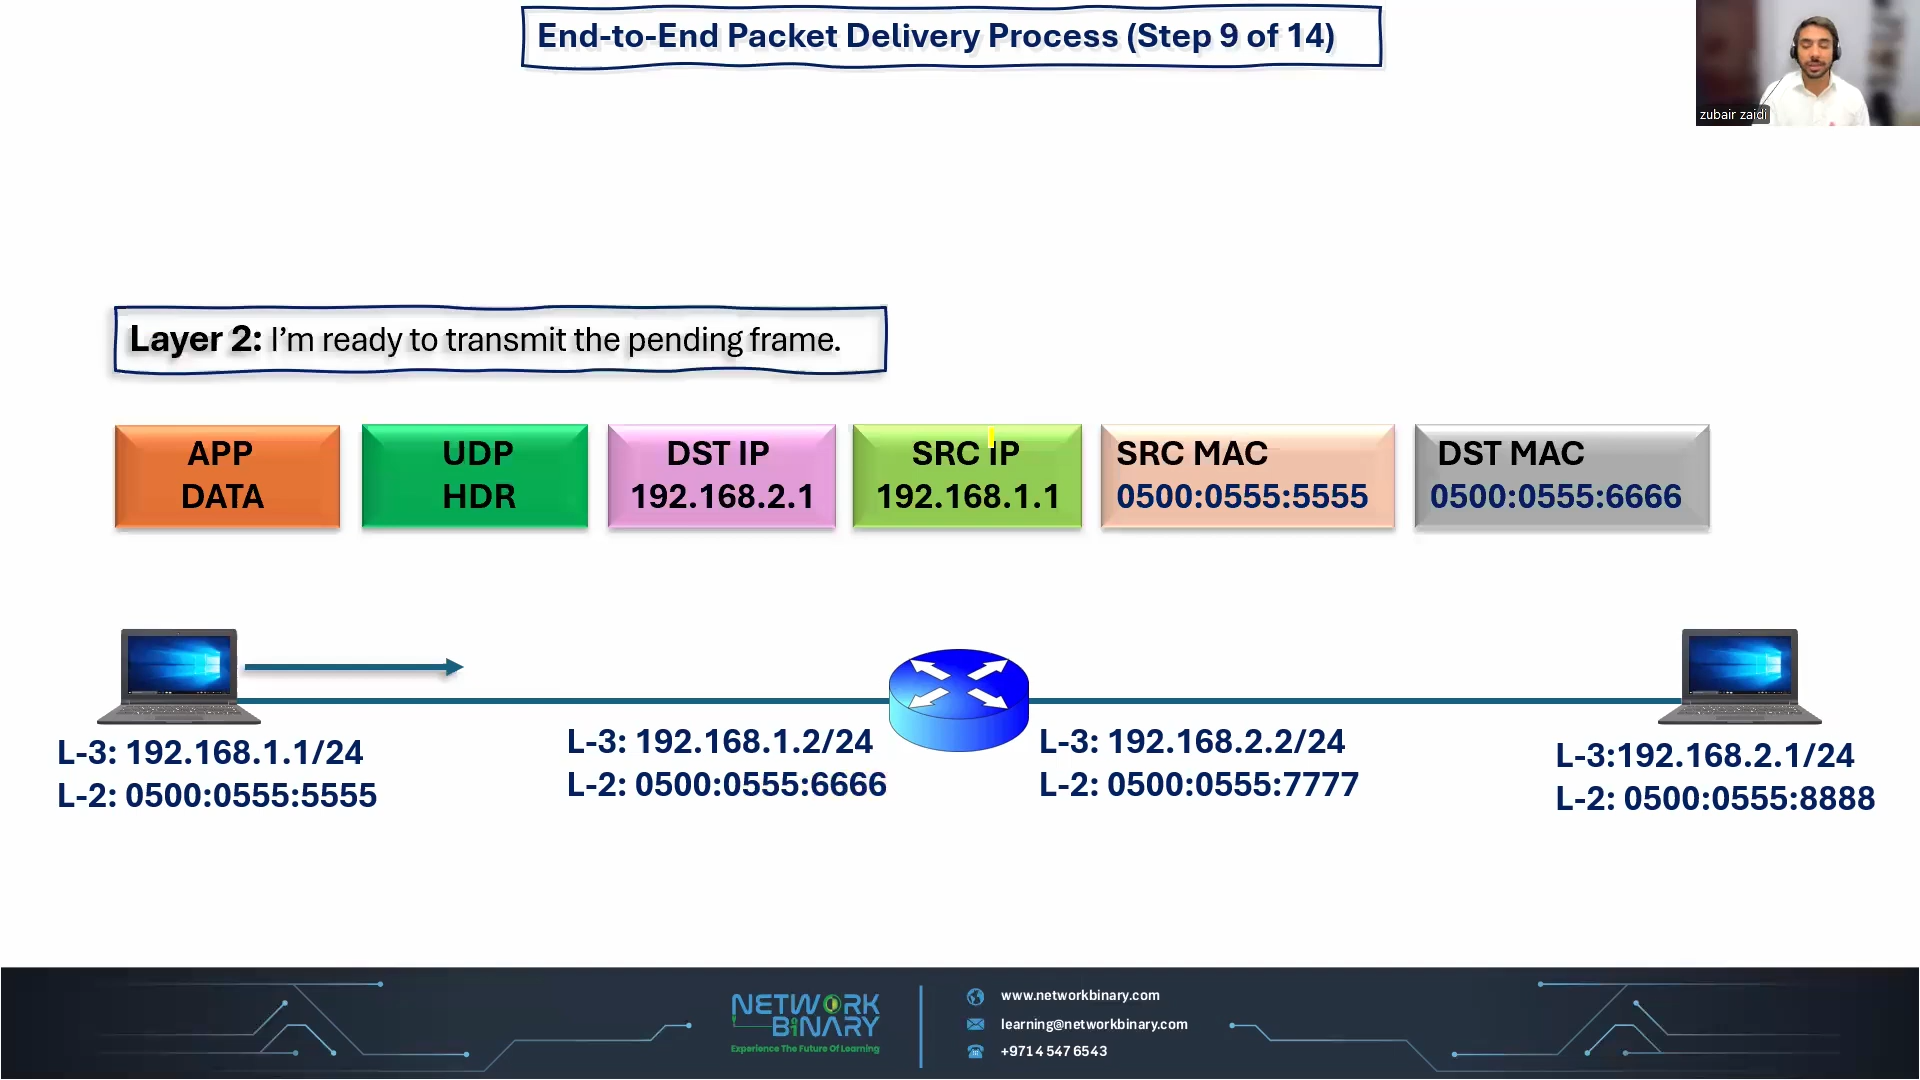 End-to-End Packet Delivery Process (Step 9 of 14)
zubair zaidi
Layer 2: I'm ready to transmit the pending frame.
APP
DATA
UDP
HDR
DST IP
192.168.2.1
SRC IP
192.168.1.1
SRC MAC
0500:0555:5555
DST MAC
0500:0555:6666
L-3: 192.168.1.1/24
L-2: 0500:0555:5555
L-3: 192.168.1.2/24
L-2: 0500:0555:6666
L-3: 192.168.2.2/24
L-2: 0500:0555:7777
L-3:192.168.2.1/24
L-2: 0500:0555:8888
NETWORK
BINARY
Experience The Future Of Learning
www.networkbinary.com
learning@networkbinary.com
+971 4 547 6543